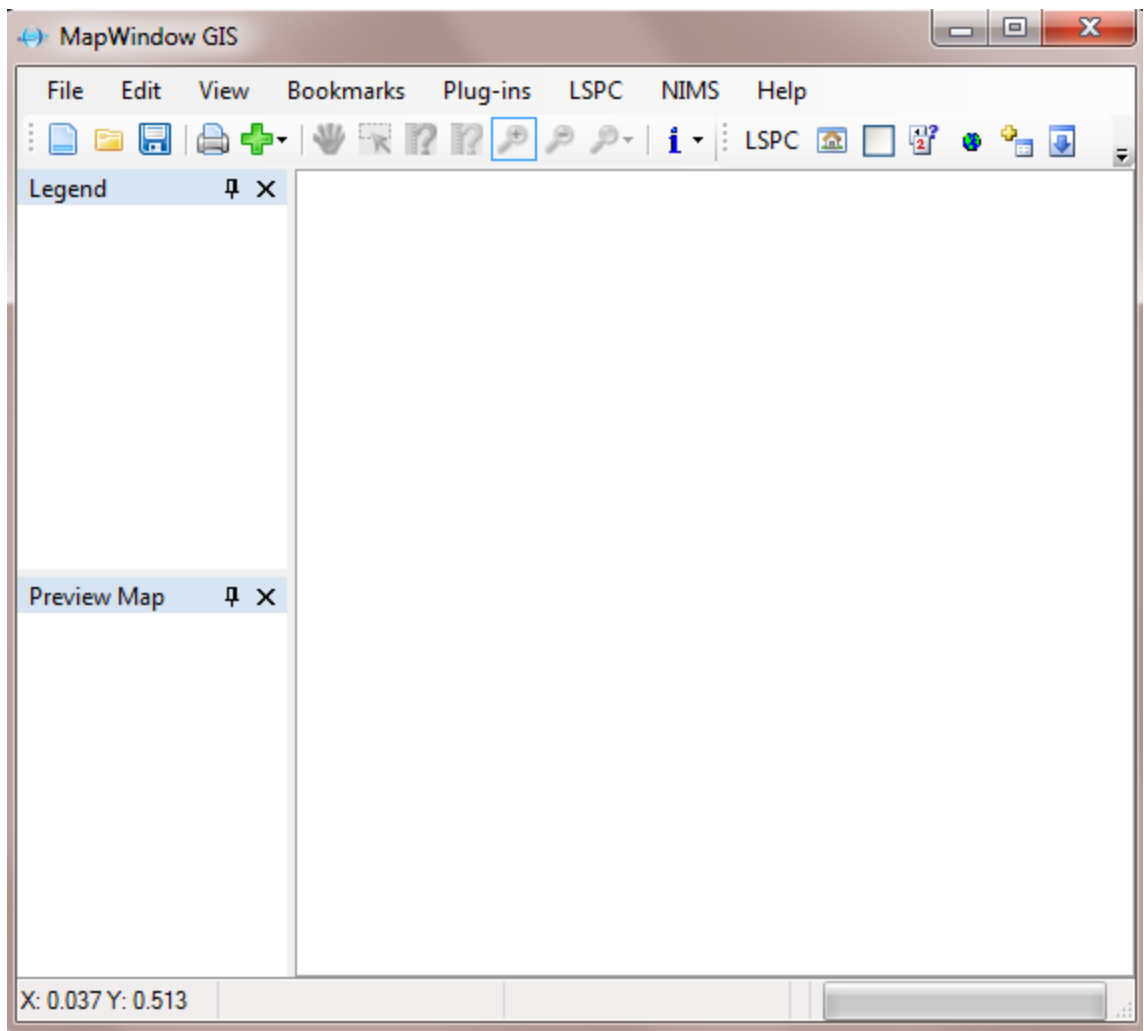 MapWindow GIS
File Edit View Bookmarks Plug-ins LSPC NIMS Help
LSPC
Legend
Preview Map
X: 0.037 Y: 0.513